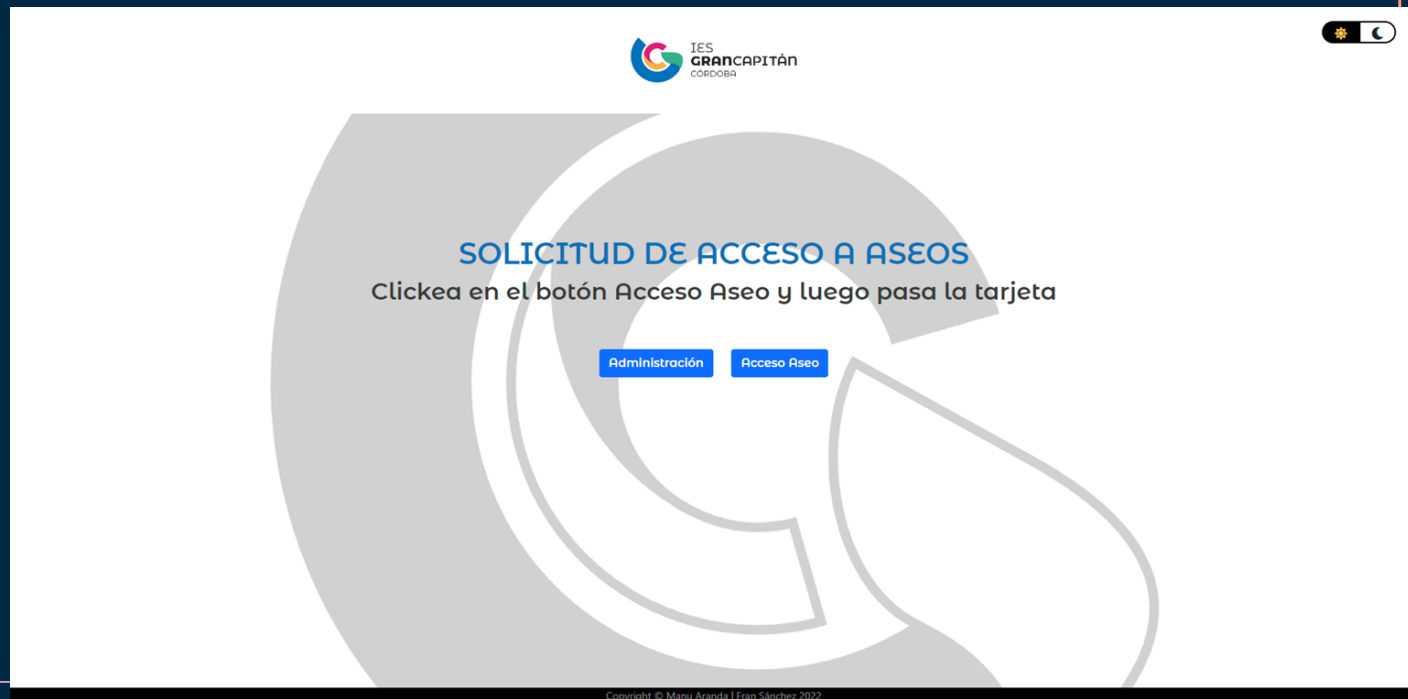 IES
GRANCAPITÁN
CÓRDOBA
SOLICITUD DE ACCESO A ASEOS
Clickea en el botón Acceso Aseo y luego pasa la tarjeta
Administración
Acceso Aseo
Copyright © Manu Aranda | Fran Sánchez 2022